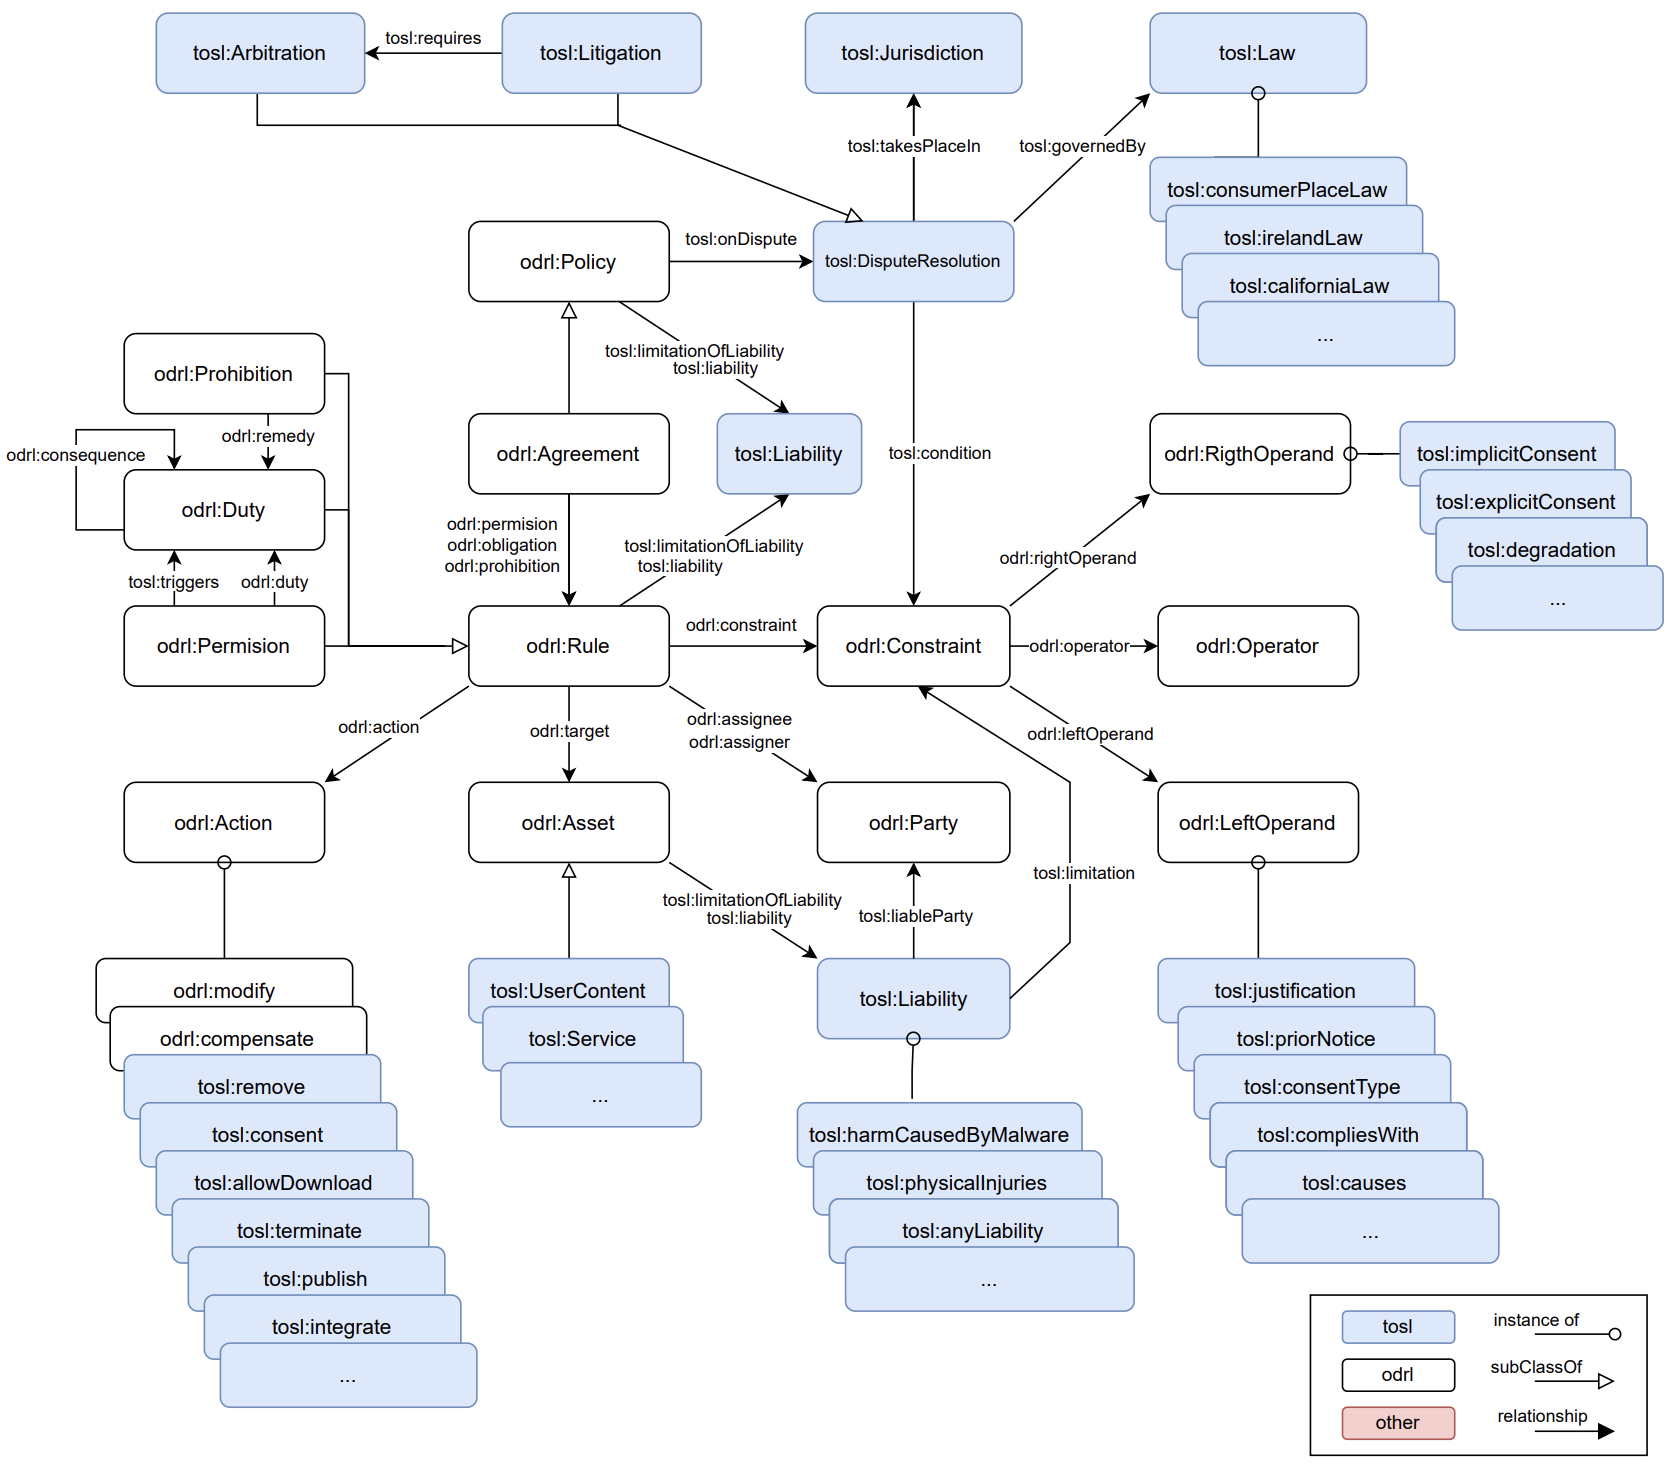 tosl:Arbitration
tosl:requires
tosl:Litigation
tosl:Jurisdiction
tosl:Law
tosl:takesPlaceIn
tosl:governedBy
tosl:consumerPlaceLaw
tosl:irelandLaw
tosl:californiaLaw
...
odrl:Policy
tosl:onDispute
tosl:DisputeResolution
tosl:limitationOfLiability
tosl:liability
odrl:Prohibition
odrl:remedy
odrl:consequence
odrl:Duty
tosl:triggers
odrl:duty
odrl:Permision
odrl:Agreement
tosl:Liability
tosl:condition
odrl:permision
odrl:obligation
odrl:prohibition
tosl:limitationOfLiability
tosl:liability
odrl:RigthOperand
tosl:implicitConsent
tosl:explicitConsent
tosl:degradation
...
odrl:rightOperand
odrl:Rule
odrl:constraint
odrl:Constraint
odrl:operator
odrl:Operator
odrl:action
odrl:target
odrl:assignee
odrl:assigner
odrl:leftOperand
odrl:Action
odrl:Asset
odrl:Party
odrl:LeftOperand
tosl:limitation
tosl:limitationOfLiability
tosl:liability
tosl:liableParty
odrl:modify
odrl:compensate
tosl:remove
tosl:consent
tosl:allowDownload
tosl:terminate
tosl:publish
tosl:integrate
...
tosl:UserContent
tosl:Service
...
tosl:Liability
tosl:harmCausedByMalware
tosl:physicalInjuries
tosl:anyLiability
...
tosl:justification
tosl:priorNotice
tosl:consentType
tosl:compliesWith
tosl:causes
...
tosl
instance of
odrl
subClassOf
other
relationship